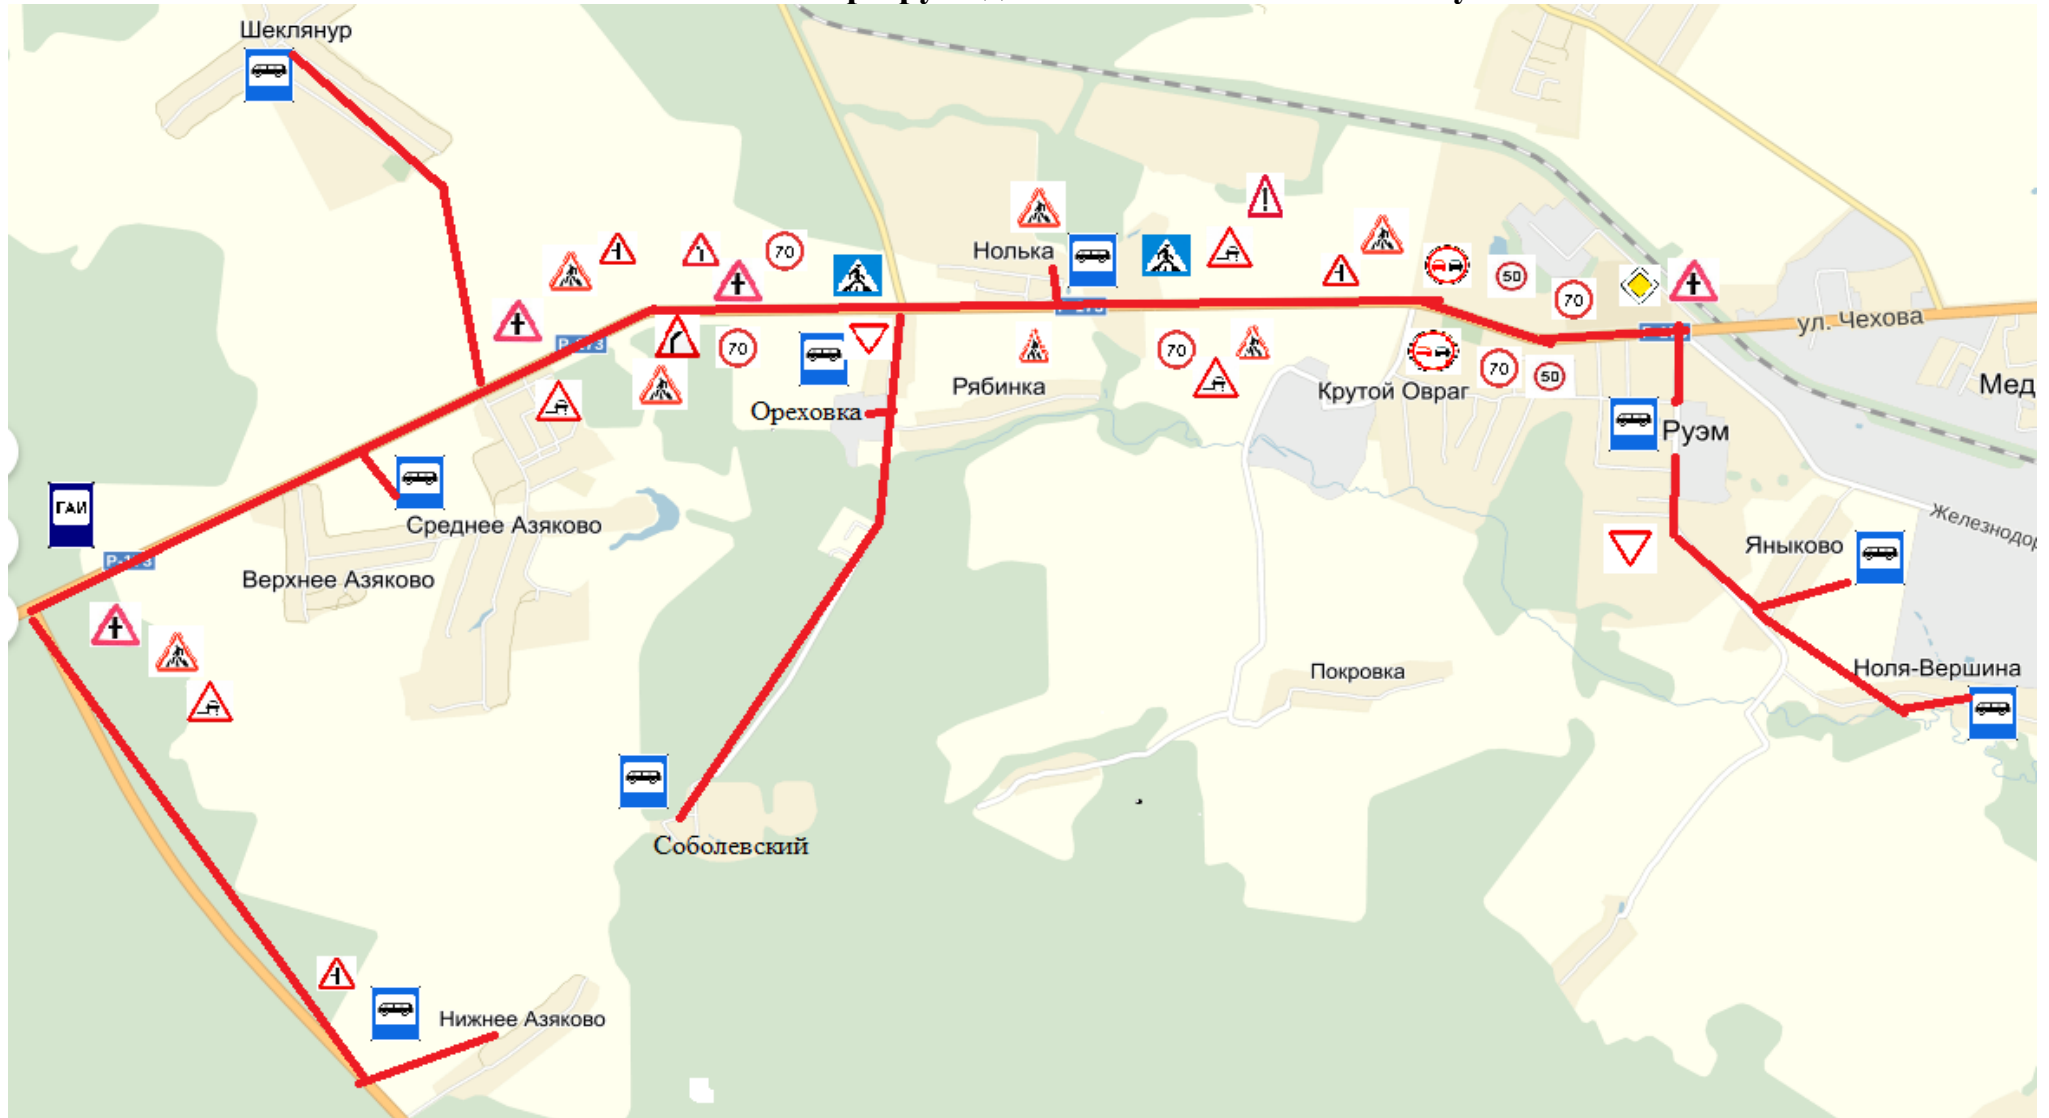 Шеклянур
70
Нолька
50
70
ул. Чехова
Р-173
70
Ореховка
Рябинка
70
Крутой Овраг
70
50
Руэм
Мед
ГАИ
Среднее Азяково
Верхнее Азяково
Яныково
Железнодор
Покровка
Ноля-Вершина
Соболевский
Нижнее Азяково